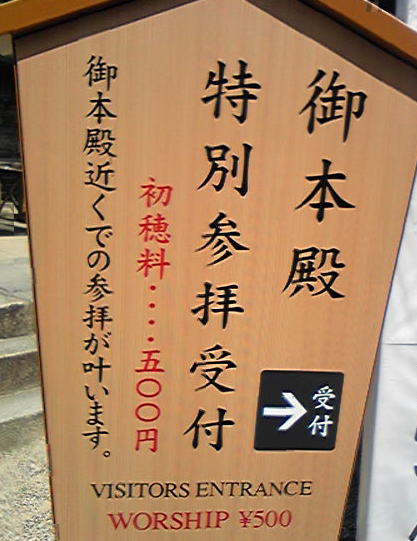 御本殿
特別参拝受付
初穂料・・・・五〇〇円
御本殿近くでの参拝が叶います。
受付
VISITORS ENTRANCE
WORSHIP ¥500